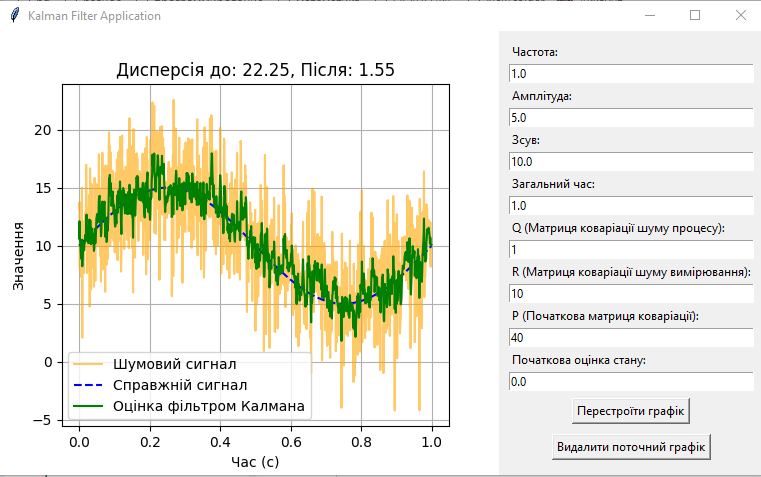 Kalman Filter Application
Дисперсія до: 22.25, Після: 1.55
20
15
10
5
0
−5
Значення
Шумовий сигнал
Справжній сигнал
Оцінка фільтром Калмана
0.0 0.2 0.4 0.6 0.8 1.0
Час (с)
Частота:
1.0
Амплітуда:
5.0
Зсув:
10.0
Загальний час:
1.0
Q (Матриця коваріації шуму процесу):
1
R (Матриця коваріації шуму вимірювання):
10
P (Початкова матриця коваріації):
40
Початкова оцінка стану:
0.0
Перестроїти графік
Видалити поточний графік